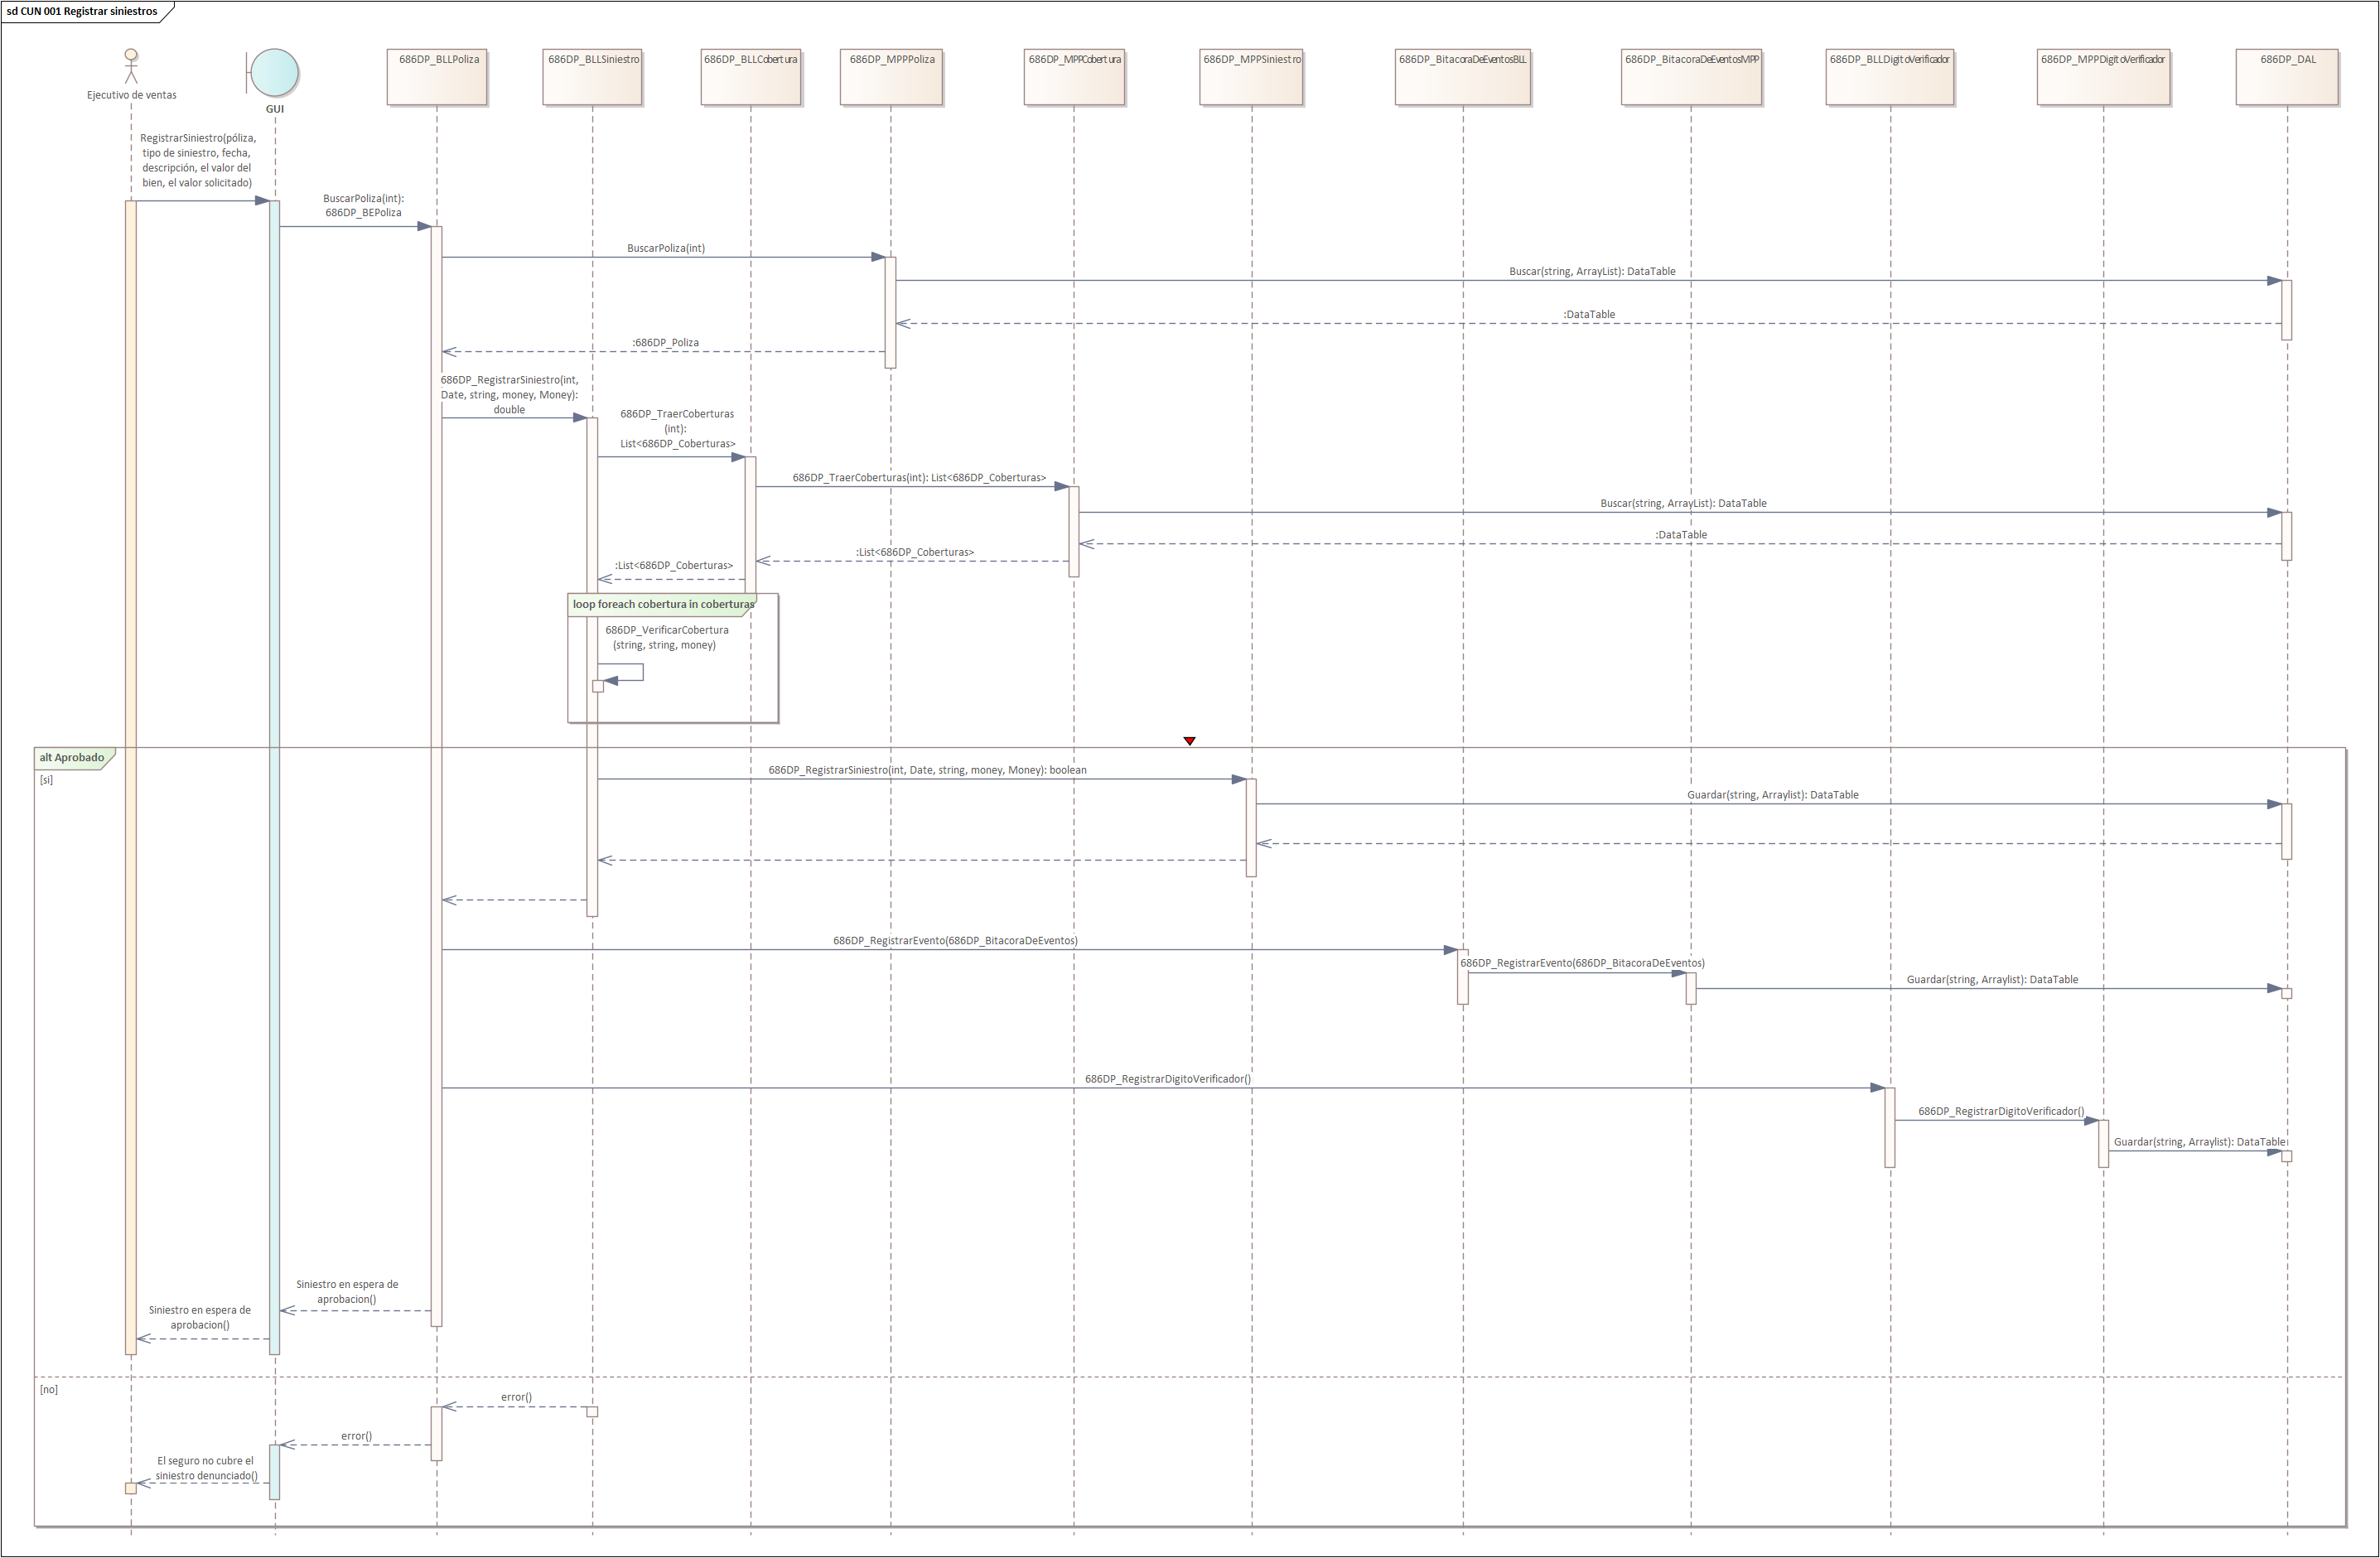 sd CUN 001 Registrar siniestros
Ejecutivo de ventas
GUI
686DP_BLLPoliza
686DP_BLLSiniestro
686DP_BLLCobertura
686DP_MPPPoliza
686DP_MPPCobertura
686DP_MPPSiniestro
686DP_BitacoraDeEventosBLL
686DP_BitacoraDeEventosMPP
686DP_BLLDigitoVerificador
686DP_MPPDigitoVerificador
686DP_DAL
RegistrarSiniestro(póliza,
tipo de siniestro, fecha,
descripción, el valor del
bien, el valor solicitado)
BuscarPoliza(int):
686DP_BEPoliza
BuscarPoliza(int)
Buscar(string, ArrayList): DataTable
:DataTable
:686DP_Poliza
686DP_RegistrarSiniestro(int,
Date, string, money, Money):
double
686DP_TraerCoberturas
(int):
List<686DP_Coberturas>
686DP_TraerCoberturas(int): List<686DP_Coberturas>
Buscar(string, ArrayList): DataTable
:DataTable
:List<686DP_Coberturas>
:List<686DP_Coberturas>
loop foreach cobertura in coberturas
686DP_VerificarCobertura
(string, string, money)
alt Aprobado
[si]
686DP_RegistrarSiniestro(int, Date, string, money, Money): boolean
Guardar(string, Arraylist): DataTable
686DP_RegistrarEvento(686DP_BitacoraDeEventos)
686DP_RegistrarEvento(686DP_BitacoraDeEventos)
Guardar(string, Arraylist): DataTable
686DP_RegistrarDigitoVerificador()
686DP_RegistrarDigitoVerificador()
Guardar(string, Arraylist): DataTable
Siniestro en espera de
aprobacion()
Siniestro en espera de
aprobacion()
[no]
error()
error()
El seguro no cubre el
siniestro denunciado()